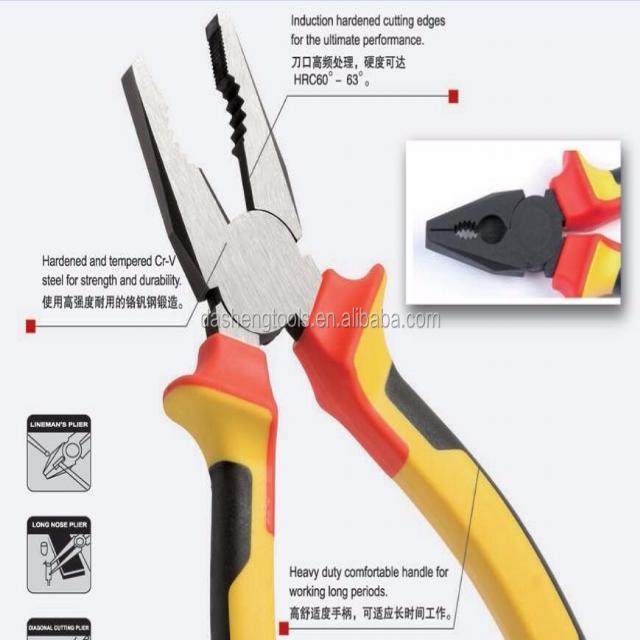 Induction hardened cutting edges
for the ultimate performance.
刀口高频处理，硬度可达
HRC60°- 63°。
Hardened and tempered Cr-V
steel for strength and durability.
使用高强度耐用的铬钒钢锻造。
dashengtools.en.alibaba.com
LINEMAN'S PLIER
LONG NOSE PLIER
DIAGONAL CUTTING PLIER
Heavy duty comfortable handle for
working long periods.
高舒适度手柄，可适应长时间工作。